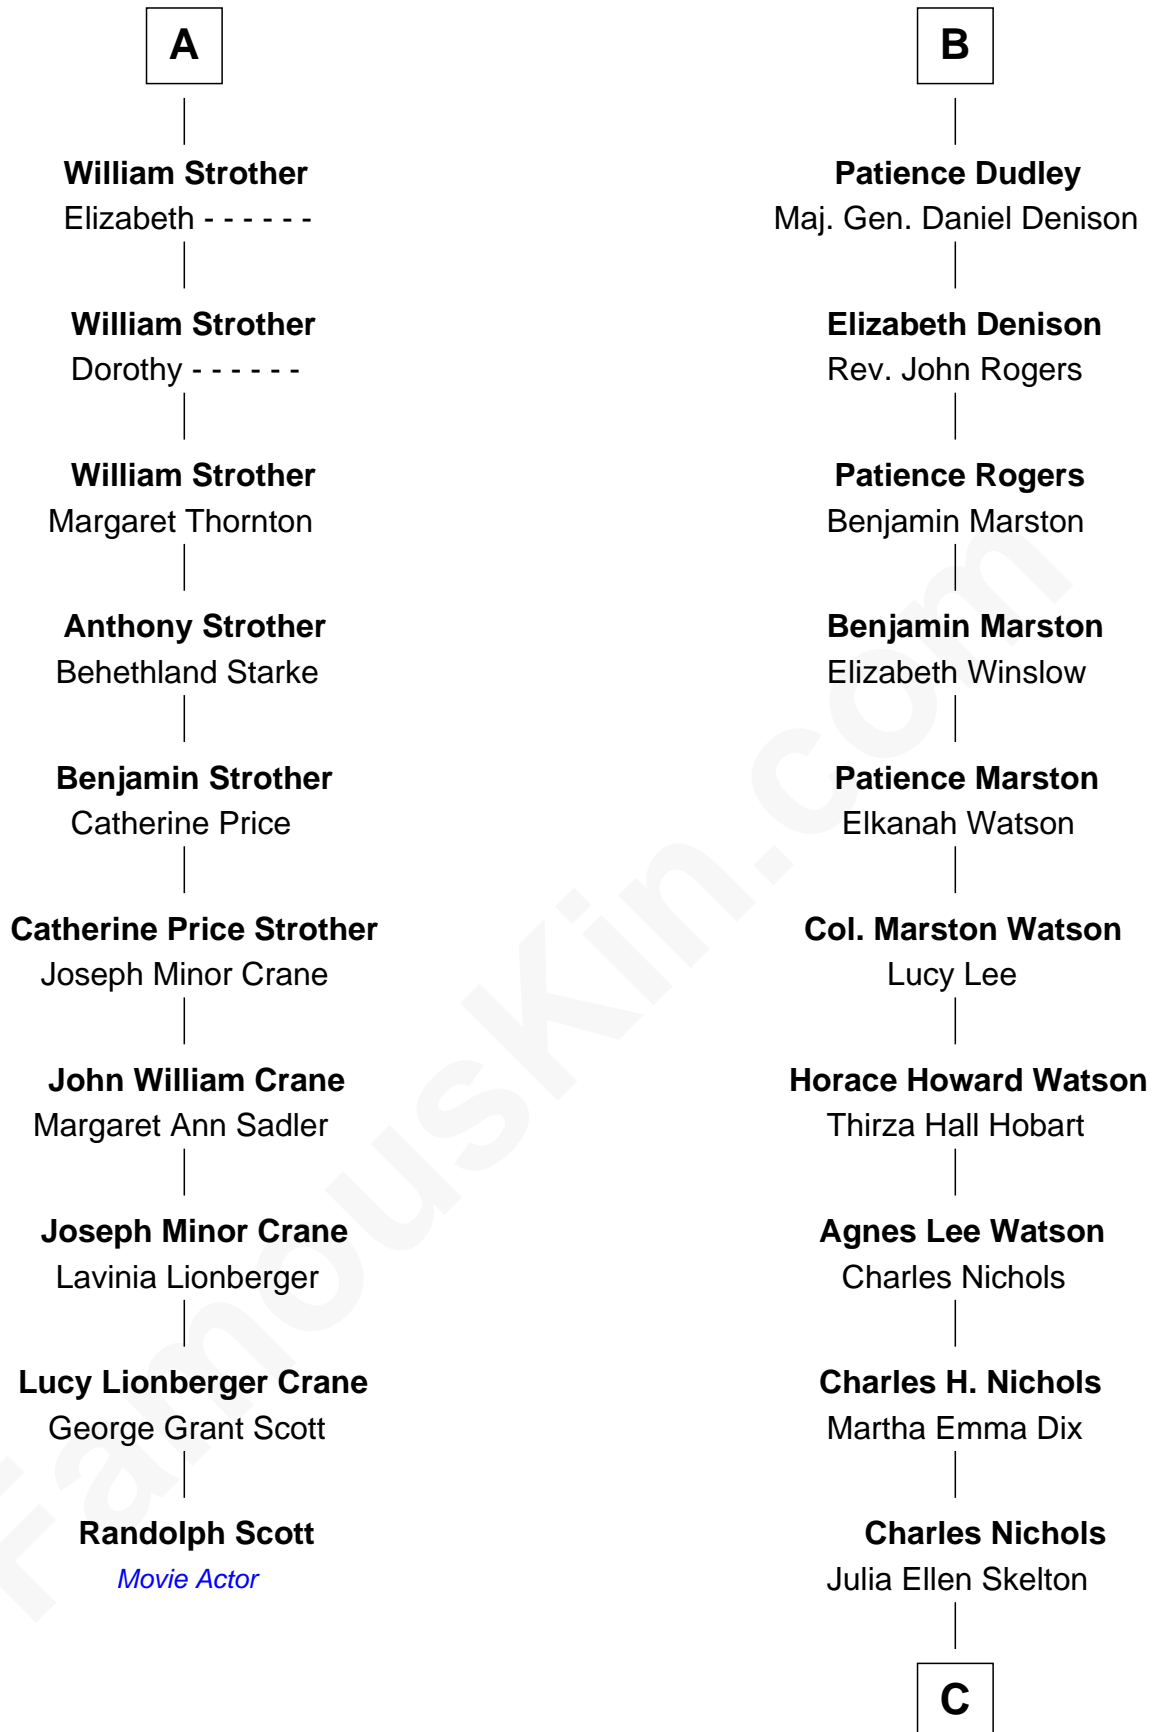 A
William Strother
Elizabeth - - - - - -
William Strother
Dorothy - - - - - -
William Strother
Margaret Thornton
Anthony Strother
Behethland Starke
Benjamin Strother
Catherine Price
Catherine Price Strother
Joseph Minor Crane
John William Crane
Margaret Ann Sadler
Joseph Minor Crane
Lavinia Lionberger
Lucy Lionberger Crane
George Grant Scott
Randolph Scott
Movie Actor
B
Patience Dudley
Maj. Gen. Daniel Denison
Elizabeth Denison
Rev. John Rogers
Patience Rogers
Benjamin Marston
Benjamin Marston
Elizabeth Winslow
Patience Marston
Elkanah Watson
Col. Marston Watson
Lucy Lee
Horace Howard Watson
Thirza Hall Hobart
Agnes Lee Watson
Charles Nichols
Charles H. Nichols
Martha Emma Dix
Charles Nichols
Julia Ellen Skelton
C
FamousKin.com